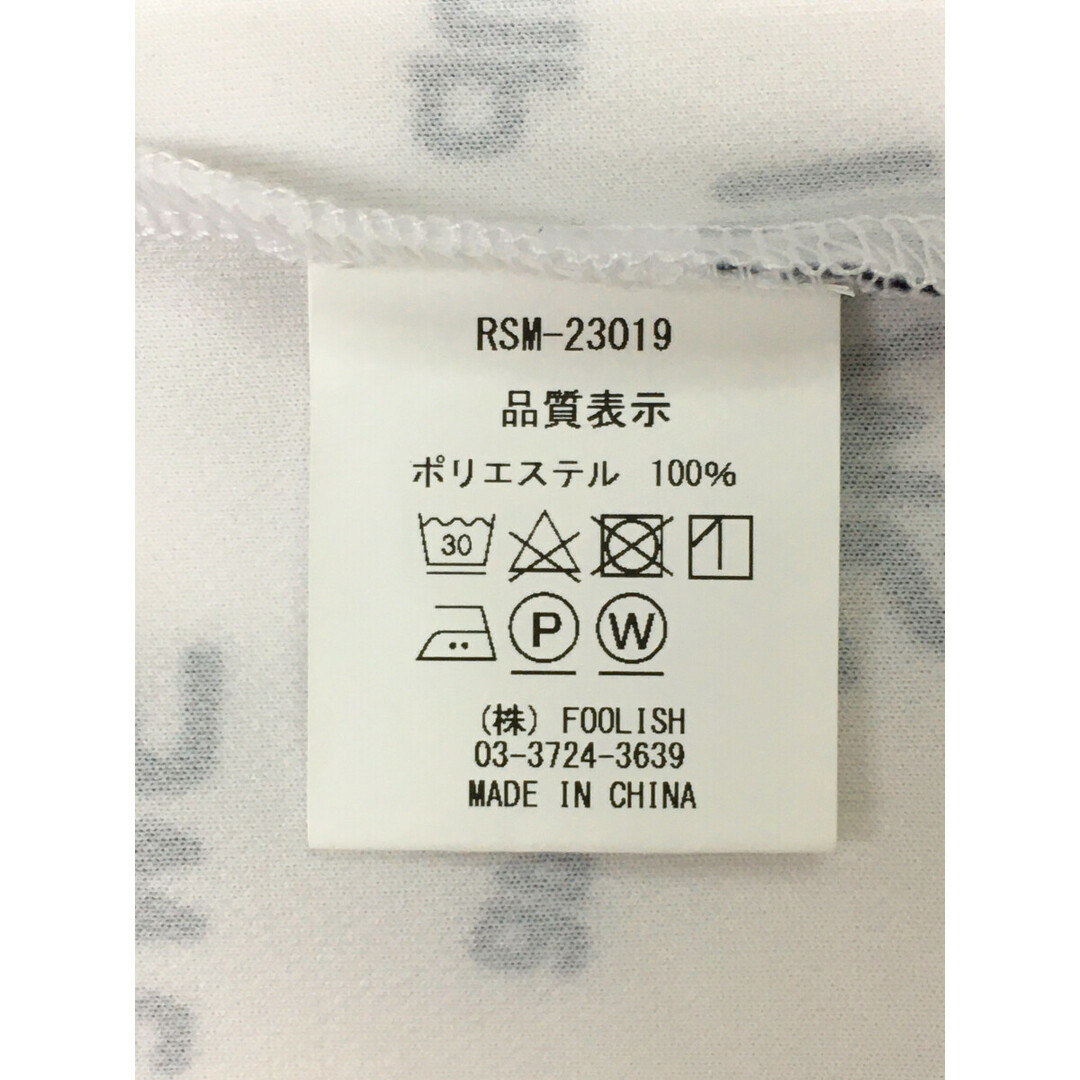 RSM-23019
品質表示
ポリエステル 100%
30
P W
(株) FOOLISH
03-3724-3639
MADE IN CHINA